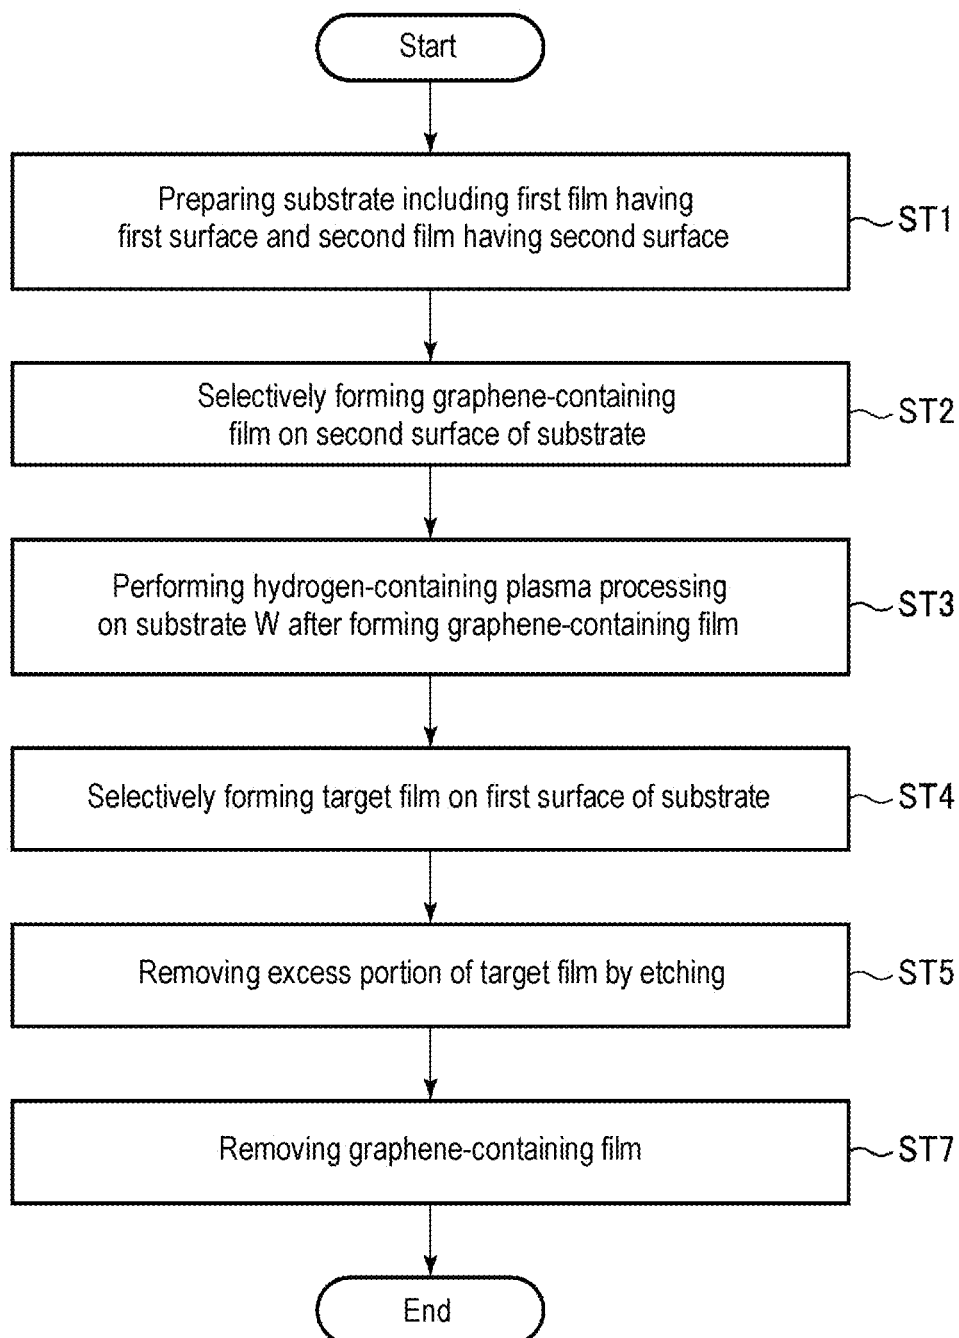 Start
Preparing substrate including first film having
first surface and second film having second surface
ST1
Selectively forming graphene-containing
film on second surface of substrate
ST2
Performing hydrogen-containing plasma processing
on substrate W after forming graphene-containing film
ST3
Selectively forming target film on first surface of substrate
ST4
Removing excess portion of target film by etching
ST5
Removing graphene-containing film
ST7
End